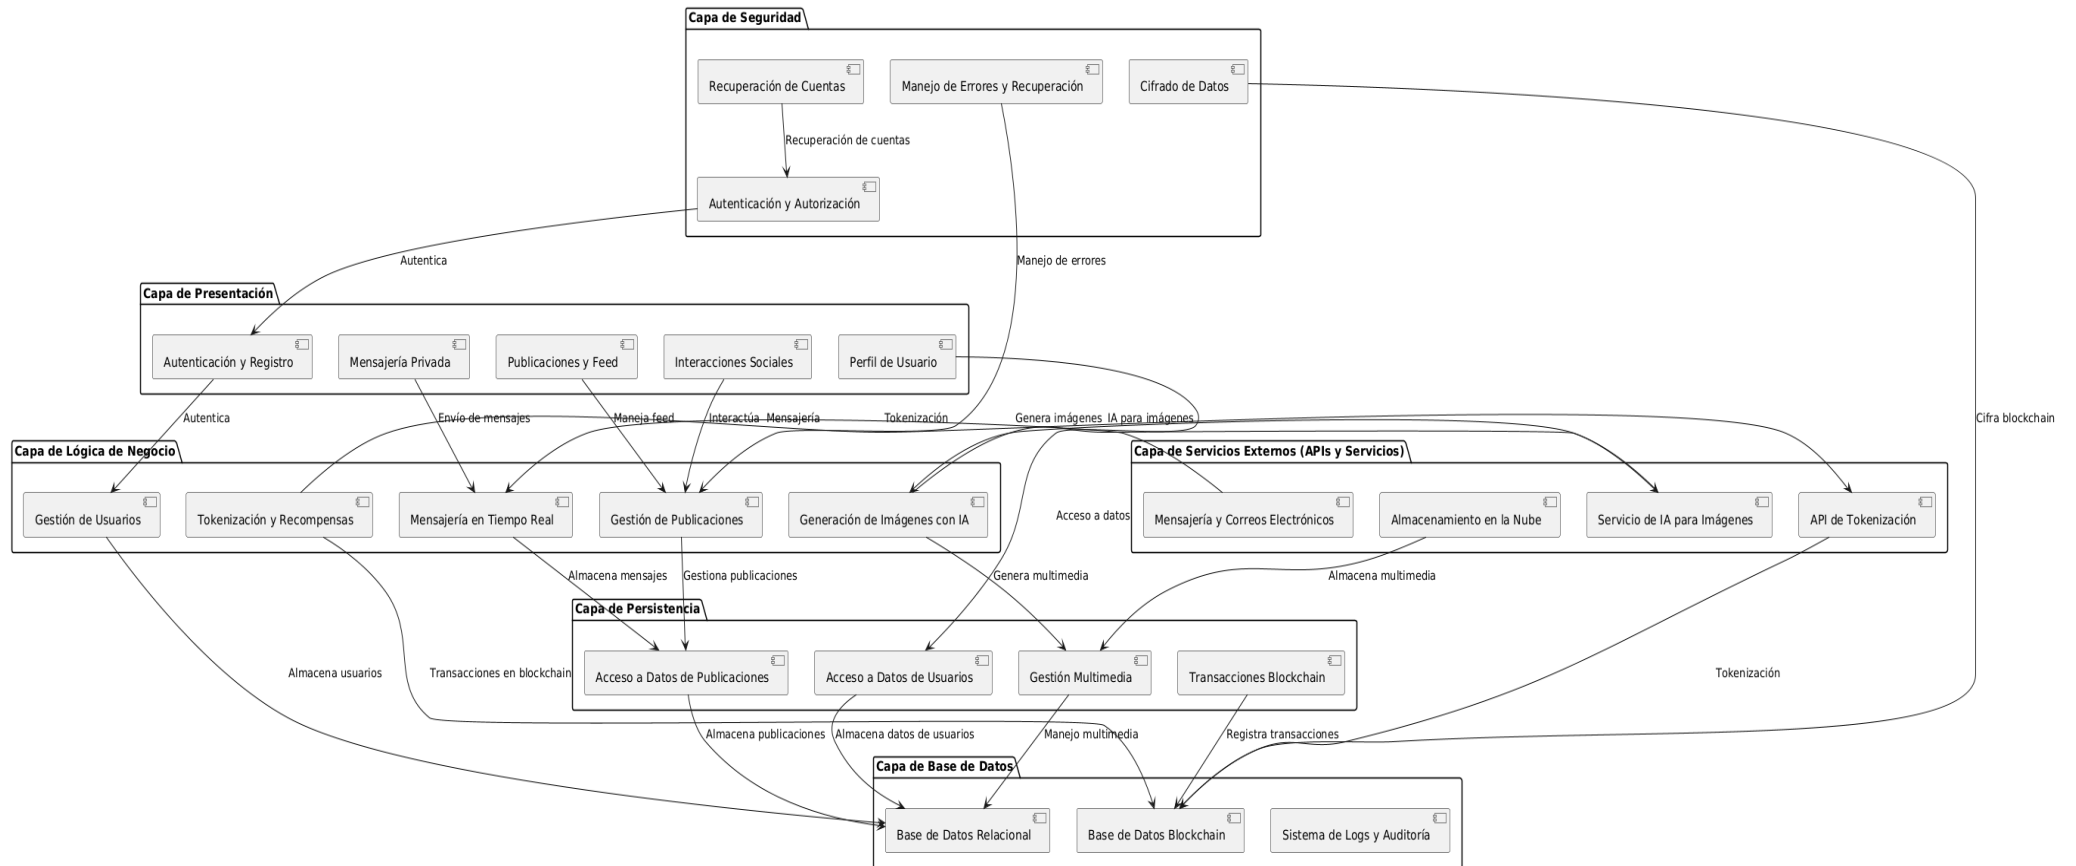 Capa de Seguridad
Recuperación de Cuentas
Manejo de Errores y Recuperación
Cifrado de Datos
Recuperación de cuentas
Autenticación y Autorización
Autentica
Manejo de errores
Capa de Presentación
Autenticación y Registro
Mensajería Privada
Publicaciones y Feed
Interacciones Sociales
Perfil de Usuario
Autentica
Envío de mensajes
Maneja feed
Interactúa
Mensajería
Tokenización
Genera imágenes
IA para imágenes
Cifra blockchain
Capa de Lógica de Negocio
Capa de Servicios Externos (APIs y Servicios)
Gestión de Usuarios
Tokenización y Recompensas
Mensajería en Tiempo Real
Gestión de Publicaciones
Generación de Imágenes con IA
Acceso a datos
Mensajería y Correos Electrónicos
Almacenamiento en la Nube
Servicio de IA para Imágenes
API de Tokenización
Almacena mensajes
Gestiona publicaciones
Genera multimedia
Almacena multimedia
Capa de Persistencia
Almacena usuarios
Transacciones en blockchain
Acceso a Datos de Publicaciones
Acceso a Datos de Usuarios
Gestión Multimedia
Transacciones Blockchain
Tokenización
Almacena publicaciones
Almacena datos de usuarios
Manejo multimedia
Registra transacciones
Capa de Base de Datos
Base de Datos Relacional
Base de Datos Blockchain
Sistema de Logs y Auditoría